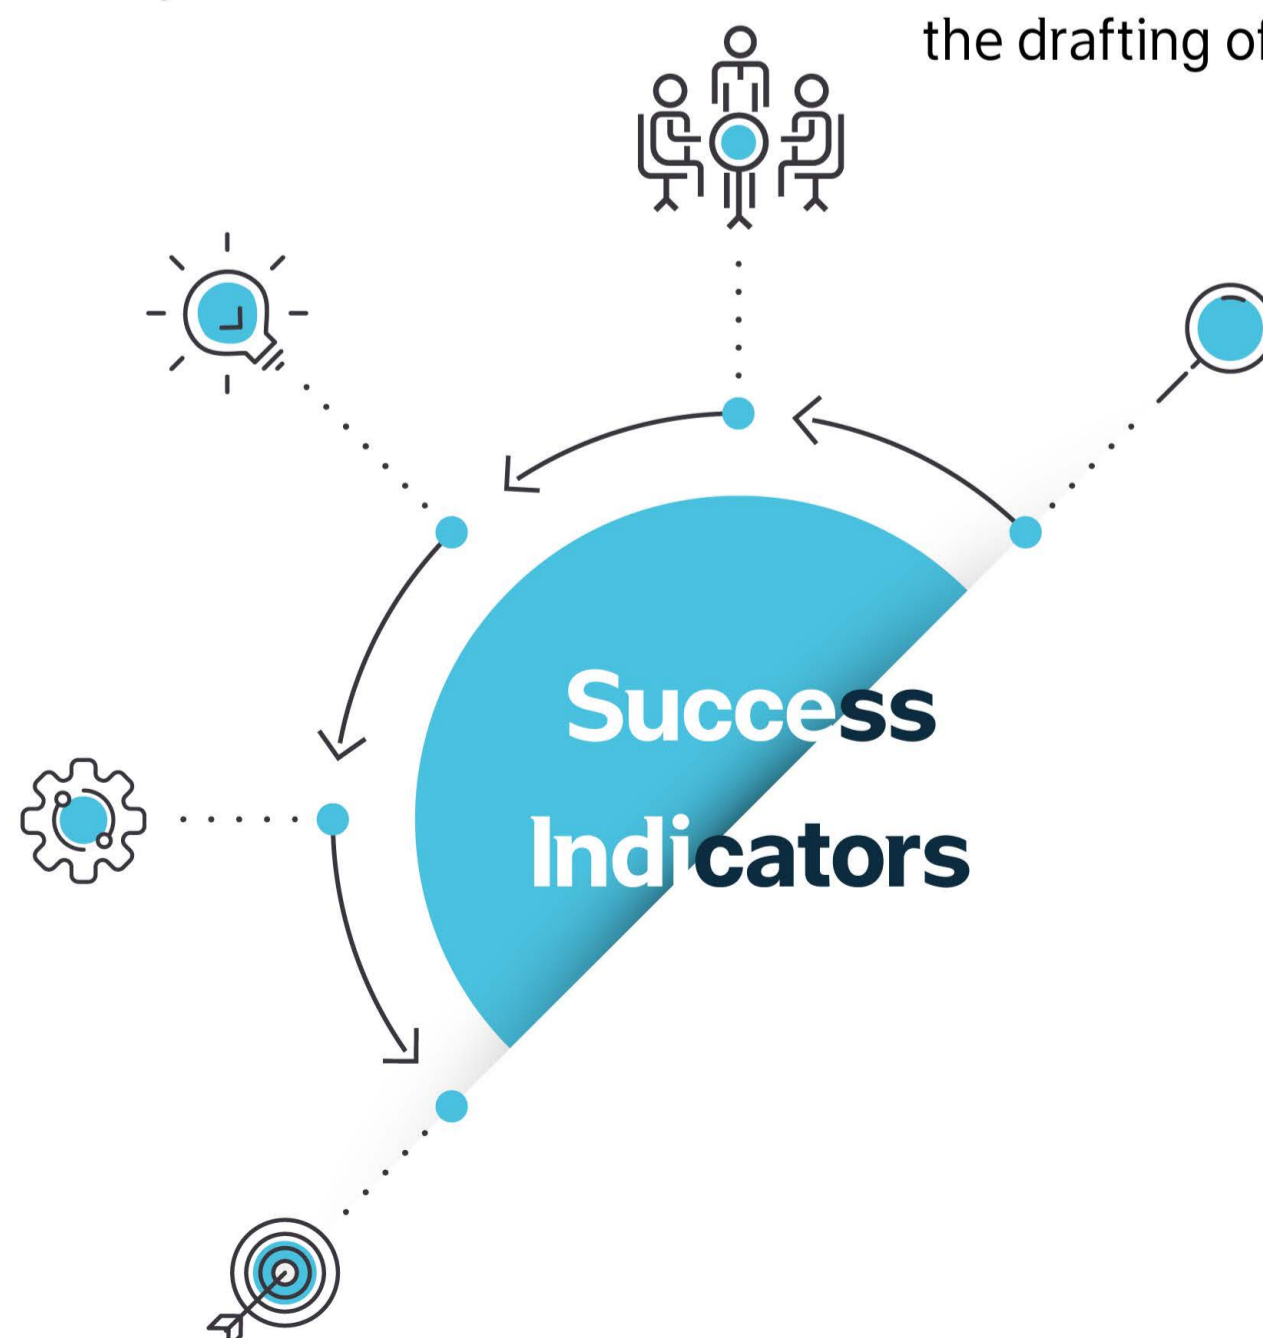 the drafting of
Success
Indicators